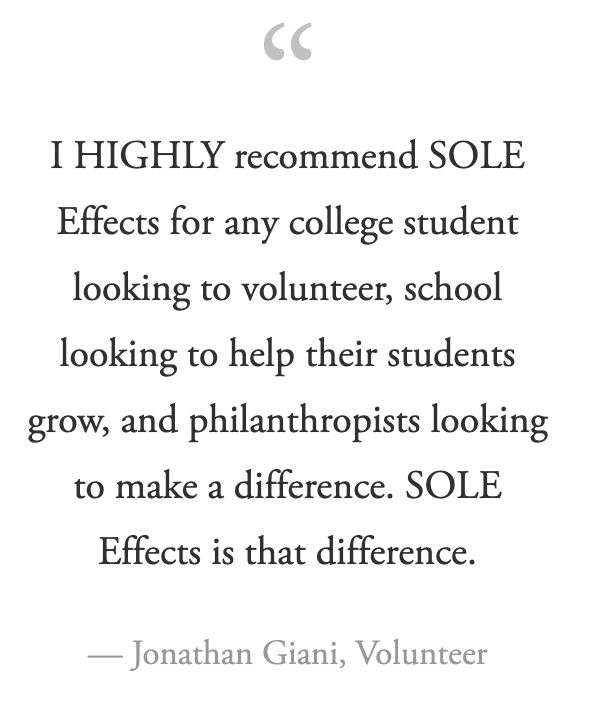 “
I HIGHLY recommend SOLE
Effects for any college student
looking to volunteer, school
looking to help their students
grow, and philanthropists looking
to make a difference. SOLE
Effects is that difference.
— Jonathan Giani, Volunteer